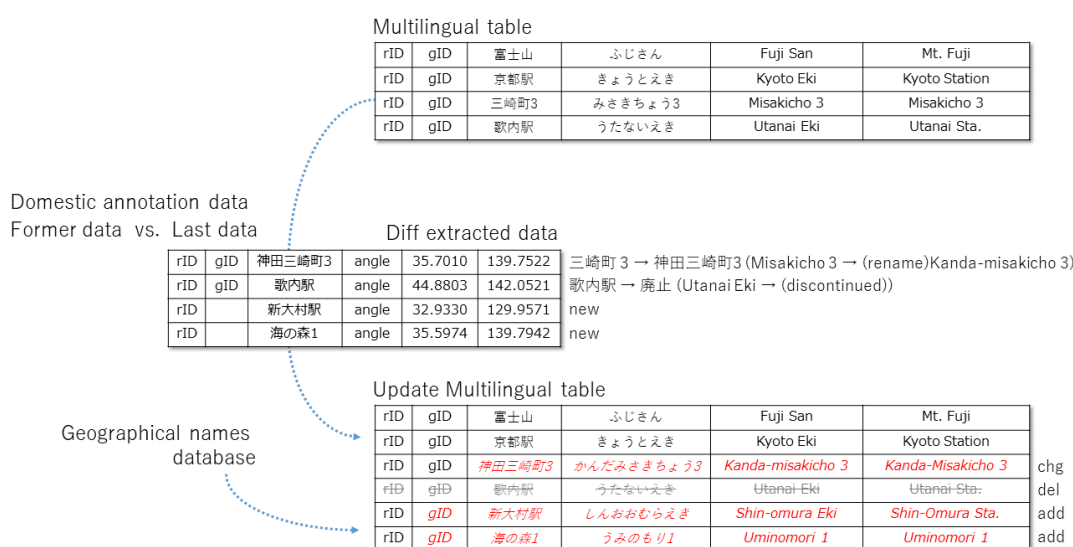 Multilingual table
rID gID 富士山 ふじさん Fuji San Mt. Fuji
rID gID 京都駅 きょうとえき Kyoto Eki Kyoto Station
rID gID 三崎町3 みさきちょう3 Misakicho 3 Misakicho 3
rID gID 歌内駅 うたないえき Utanai Eki Utanai Sta.
Domestic annotation data
Former data vs. Last data
Diff extracted data
rID gID 神田三崎町3 angle 35.7010 139.7522 三崎町3 → 神田三崎町3 (Misakicho 3 → (rename)Kanda-misakicho 3)
rID gID 歌内駅 angle 44.8803 142.0521 歌内駅 → 廃止 (Utanai Eki → (discontinued))
rID 新大村駅 angle 32.9330 129.9571 new
rID 海の森1 angle 35.5974 139.7942 new
Update Multilingual table
rID gID 富士山 ふじさん Fuji San Mt. Fuji
rID gID 京都駅 きょうとえき Kyoto Eki Kyoto Station
rID gID 神田三崎町3 かんだみさきちょう3 Kanda-misakicho 3 Kanda-Misakicho 3 chg
rID gID 歌内駅 うたないえき Utanai Eki Utanai Sta. del
rID gID 新大村駅 しんおおむらえき Shin-omura Eki Shin-Omura Sta. add
rID gID 海の森1 うみのもり1 Uminomori 1 Uminomori 1 add
Geographical names
database